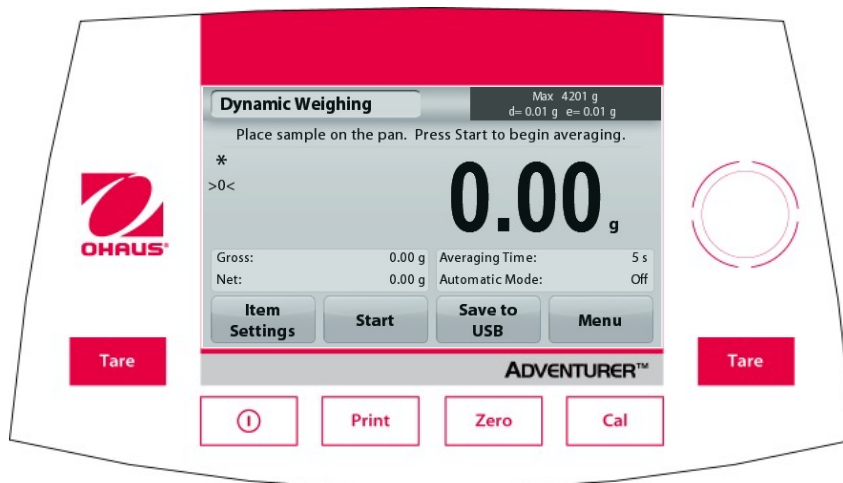 Dynamic Weighing
Max 4201 g
d= 0.01 g e= 0.01 g
Place sample on the pan. Press Start to begin averaging.
*
>0<
0.00 g
OHAUS®
Gross: 0.00 g
Net: 0.00 g
Averaging Time: 5 s
Automatic Mode: Off
Item
Settings
Start
Save to
USB
Menu
Tare
ADVENTURER™
Tare
Print
Zero
Cal